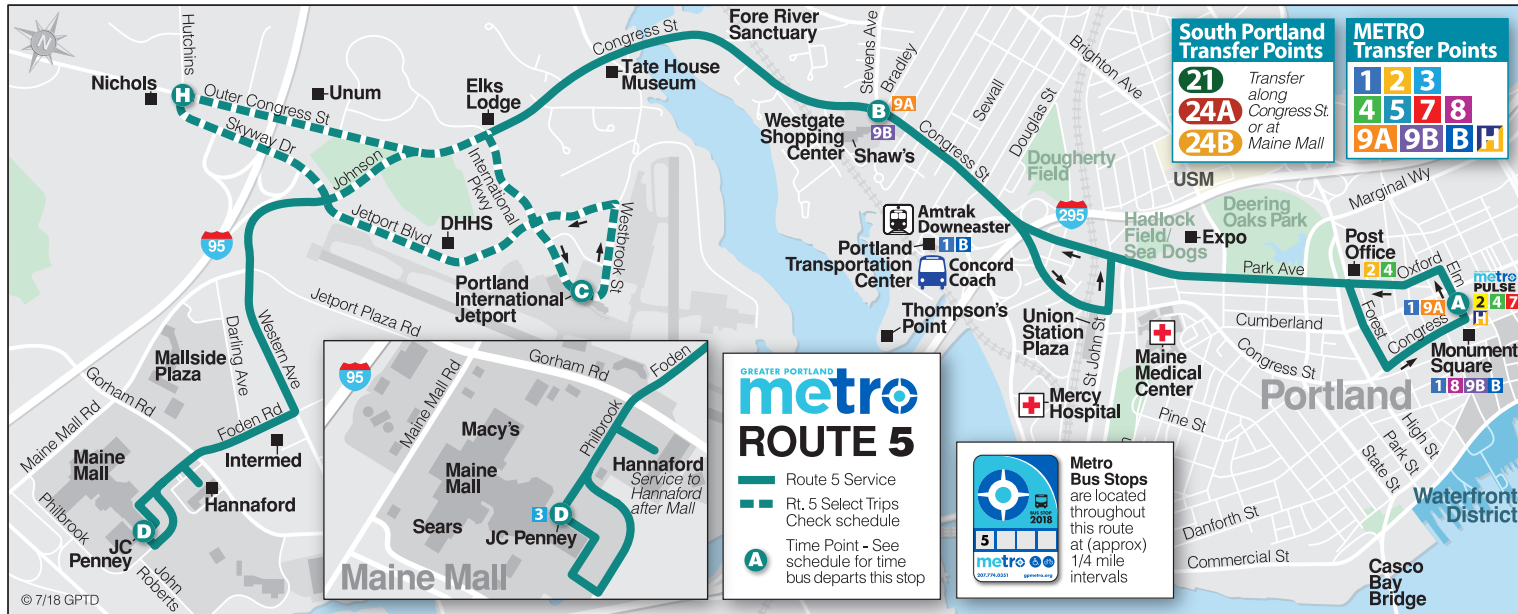 Hutchins
N
Nichols
H
Outer Congress St
Unum
Skyway Dr
Johnson
Elks
Lodge
Congress St
Tate House
Museum
Fore River
Sanctuary
Stevens Ave
Bradley
9A
B
9B
Westgate
Shopping
Center
Shaw's
Congress St
Sewall
Douglas St
Dougherty
Field
Brighton Ave
USM
South Portland
Transfer Points
21
24A
24B
Transfer
along
Congress St.
or at
Maine Mall
METRO
Transfer Points
1 2 3
4 5 7 8
9A 9B B H
International
Pkwy
Jetport Blvd
DHHS
Westbrook St
Portland
International
Jetport
C
95
Amtrak
Downeaster
Portland
Transportation
Center
1 B
Concord
Coach
Thompson's
Point
295
Hadlock
Field/
Sea Dogs
Deering
Oaks Park
Expo
Marginal Wy
Post
Office
2 4
Park Ave
Oxford
Elm
metro
PULSE
2 4 7
H
1 9A
A
Forest
Congress
Cumberland
Congress St
Monument
Square
1 8 9B B
Union
Station
Plaza
St John St
Maine
Medical
Center
Mercy
Hospital
Portland
Pine St
High St
Park St
State St
Danforth St
Commercial St
Waterfront
District
Casco
Bay
Bridge
Jetport Plaza Rd
Western Ave
Darling Ave
Mallside
Plaza
Gorham Rd
Maine Mall Rd
Foden Rd
Intermed
Maine
Mall
Hannaford
Philbrook
D
JC
Penney
John
Roberts
© 7/18 GPTD
95
Maine Mall Rd
Gorham Rd
Foden
Philbrook
Macy's
Maine
Mall
Hannaford
Service to
Hannaford
after Mall
3
D
Sears
JC Penney
Maine Mall
GREATER PORTLAND
metro
ROUTE 5
Route 5 Service
Rt. 5 Select Trips
Check schedule
A
Time Point - See
schedule for time
bus departs this stop
BUS STOP
2018
5
metro
207.774.0351 gpmetro.org
Metro
Bus Stops
are located
throughout
this route
at (approx)
1/4 mile
intervals